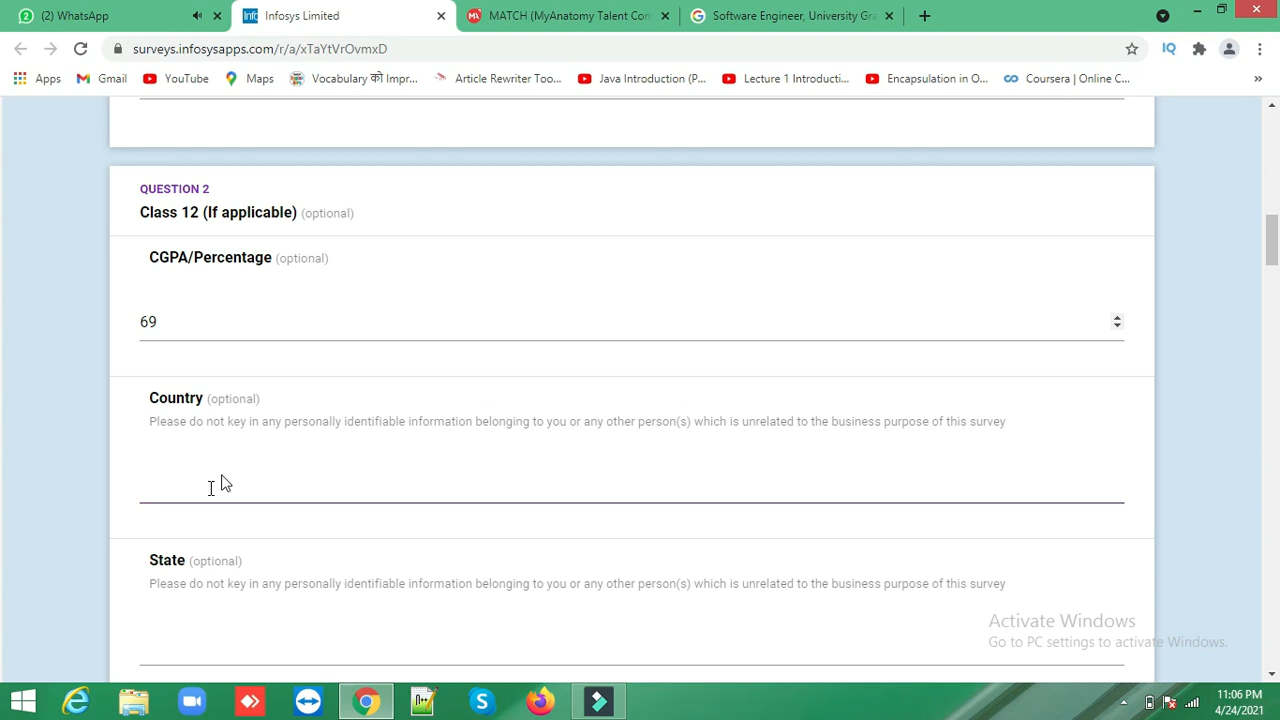 (2) WhatsApp
Infosys Limited
MATCH (MyAnatomy Talent Con
Software Engineer, University Gra
surveys.infosysapps.com/r/a/xTaYtVrOvmxD
Apps Gmail YouTube Maps Vocabulary को Impr... Article Rewriter Too... Java Introduction (P... Lecture 1 Introducti... Encapsulation in O... Coursera | Online C... »
QUESTION 2
Class 12 (If applicable) (optional)
CGPA/Percentage (optional)
69
Country (optional)
Please do not key in any personally identifiable information belonging to you or any other person(s) which is unrelated to the business purpose of this survey
State (optional)
Please do not key in any personally identifiable information belonging to you or any other person(s) which is unrelated to the business purpose of this survey
Activate Windows
Go to PC settings to activate Windows.
11:06 PM
4/24/2021